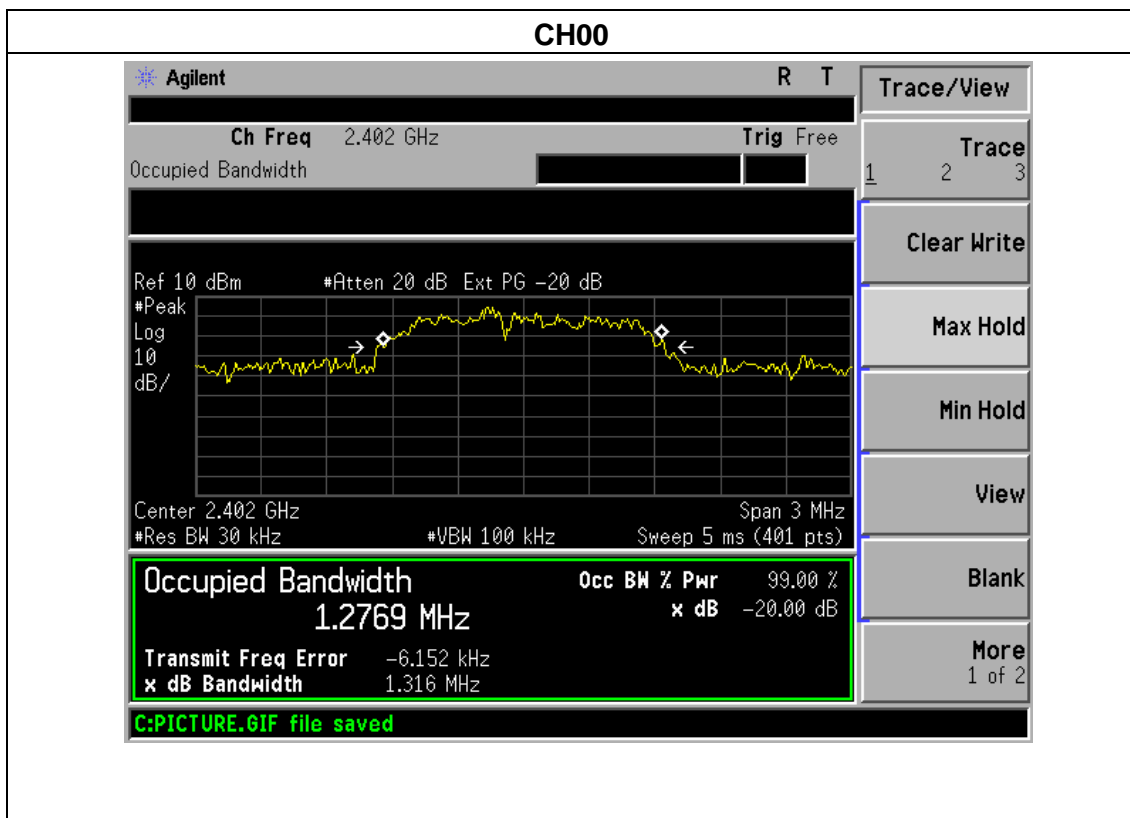 CH00
Agilent R T Trace/View
Ch Freq 2.402 GHz Trig Free
Occupied Bandwidth
Trace
1 2 3
Clear Write
Ref 10 dBm #Atten 20 dB Ext PG -20 dB
#Peak
Log
10
dB/
Max Hold
Min Hold
View
Center 2.402 GHz Span 3 MHz
#Res BW 30 kHz #VBW 100 kHz Sweep 5 ms (401 pts)
Occupied Bandwidth Occ BW % Pwr 99.00 %
1.2769 MHz x dB -20.00 dB
Blank
Transmit Freq Error -6.152 kHz
x dB Bandwidth 1.316 MHz
More
1 of 2
C:PICTURE.GIF file saved